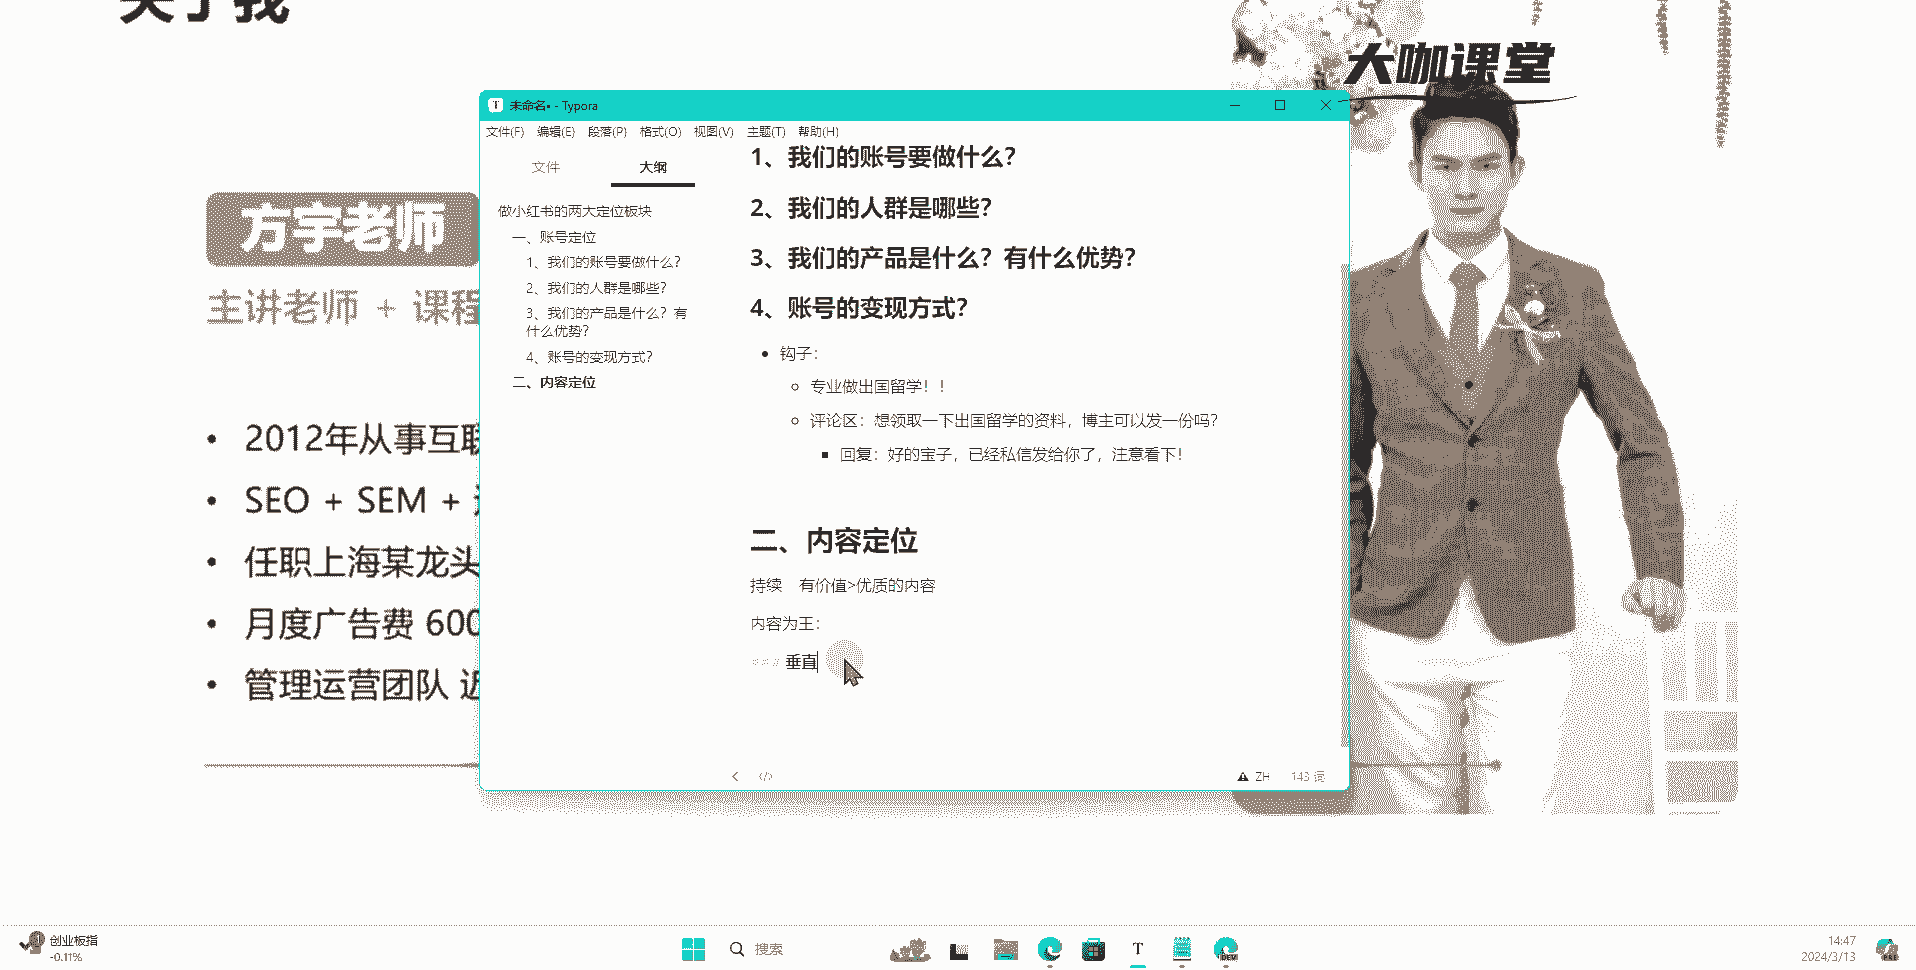 关于我
大咖课堂
方宇老师
主讲老师 + 课程
2012年从事互联
SEO + SEM +
任职上海某龙头
月度广告费 600
管理运营团队 近
未命名• - Typora
文件(F) 编辑(E) 段落(P) 格式(O) 视图(V) 主题(T) 帮助(H)
文件 大纲
做小红书的两大定位板块
一、账号定位
1、我们的账号要做什么?
2、我们的人群是哪些?
3、我们的产品是什么? 有
什么优势?
4、账号的变现方式?
二、内容定位
1、我们的账号要做什么?
2、我们的人群是哪些?
3、我们的产品是什么? 有什么优势?
4、账号的变现方式?
钩子:
专业做出国留学! !
评论区: 想领取一下出国留学的资料, 博主可以发一份吗?
回复: 好的宝子, 已经私信发给你了, 注意看下!
二、内容定位
持续 有价值>优质的内容
内容为王:
### 垂直
</> ZH 143 词
创业板指
-0.11%
搜索
T
DEV
14:47
2024/3/13
PRE